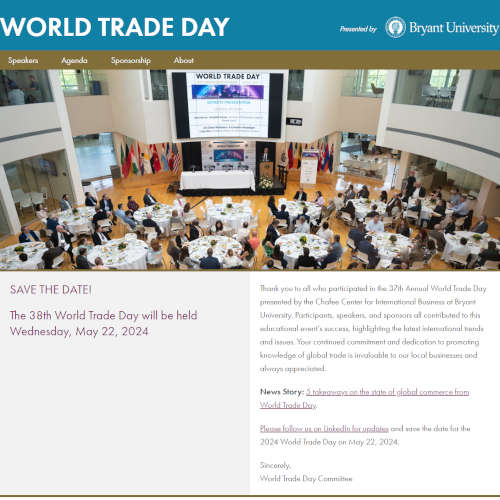 WORLD TRADE DAY
Presented by Bryant University
Speakers Agenda Sponsorship About
WORLD TRADE DAY
SAVE THE DATE!
The 38th World Trade Day will be held
Wednesday, May 22, 2024
Thank you to all who participated in the 37th Annual World Trade Day
presented by the Chafee Center for International Business at Bryant
University. Participants, speakers, and sponsors all contributed to this
educational event's success, highlighting the latest international trends
and issues. Your continued commitment and dedication to promoting
knowledge of global trade is invaluable to our local businesses and
always appreciated.
News Story: 5 takeaways on the state of global commerce from
World Trade Day.
Please follow us on LinkedIn for updates and save the date for the
2024 World Trade Day on May 22, 2024.
Sincerely,
World Trade Day Committee